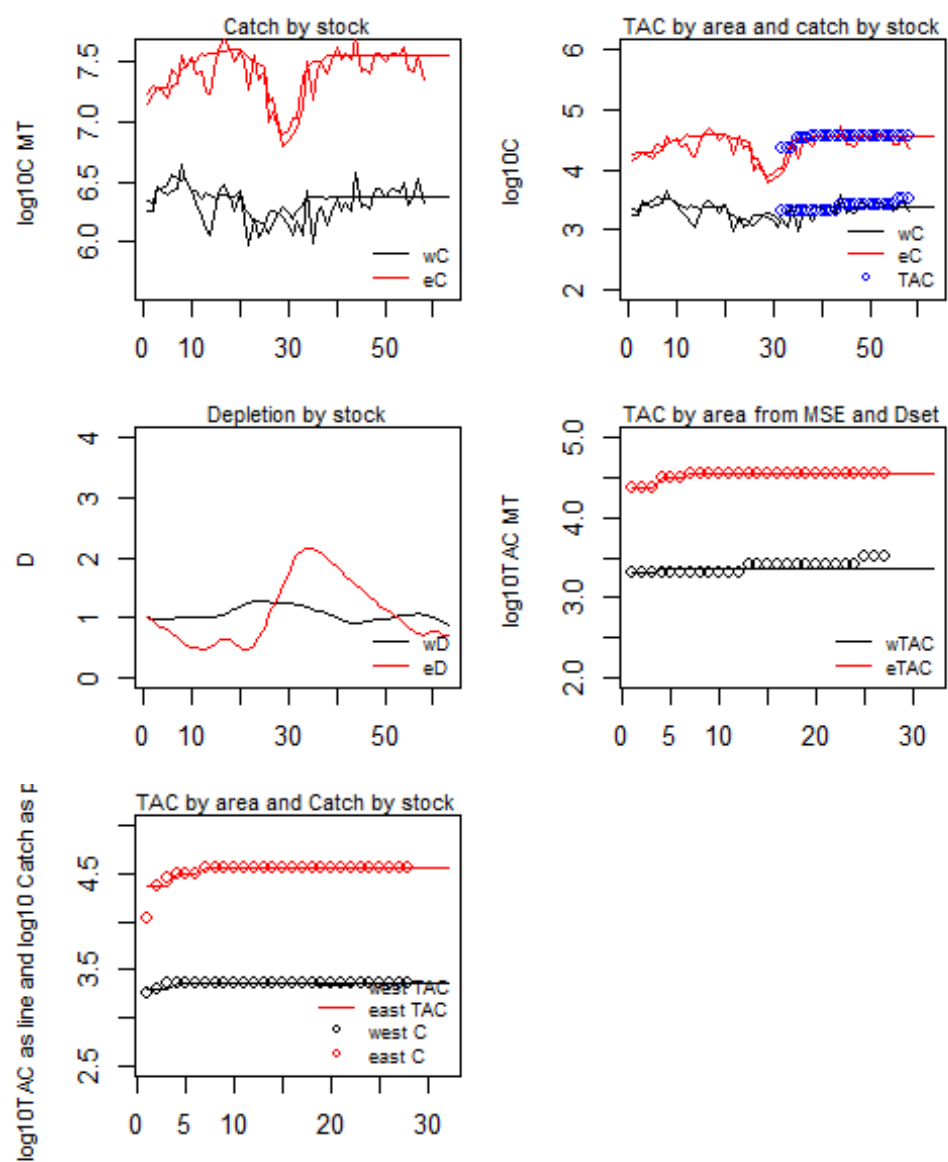 Catch by stock
log10C MT
7.5
7.0
6.5
6.0
wC
eC
0 10 30 50
TAC by area and catch by stock
log10C
6
5
4
3
2
wC
eC
TAC
0 10 30 50
Depletion by stock
D
4
3
2
1
0
wD
eD
0 10 30 50
TAC by area from MSE and Dset
log10TAC MT
5.0
4.0
3.0
2.0
wTAC
eTAC
0 5 10 20 30
TAC by area and Catch by stock
log10TAC as line and log10 Catch as p
4.5
3.5
2.5
west TAC
east TAC
west C
east C
0 5 10 20 30